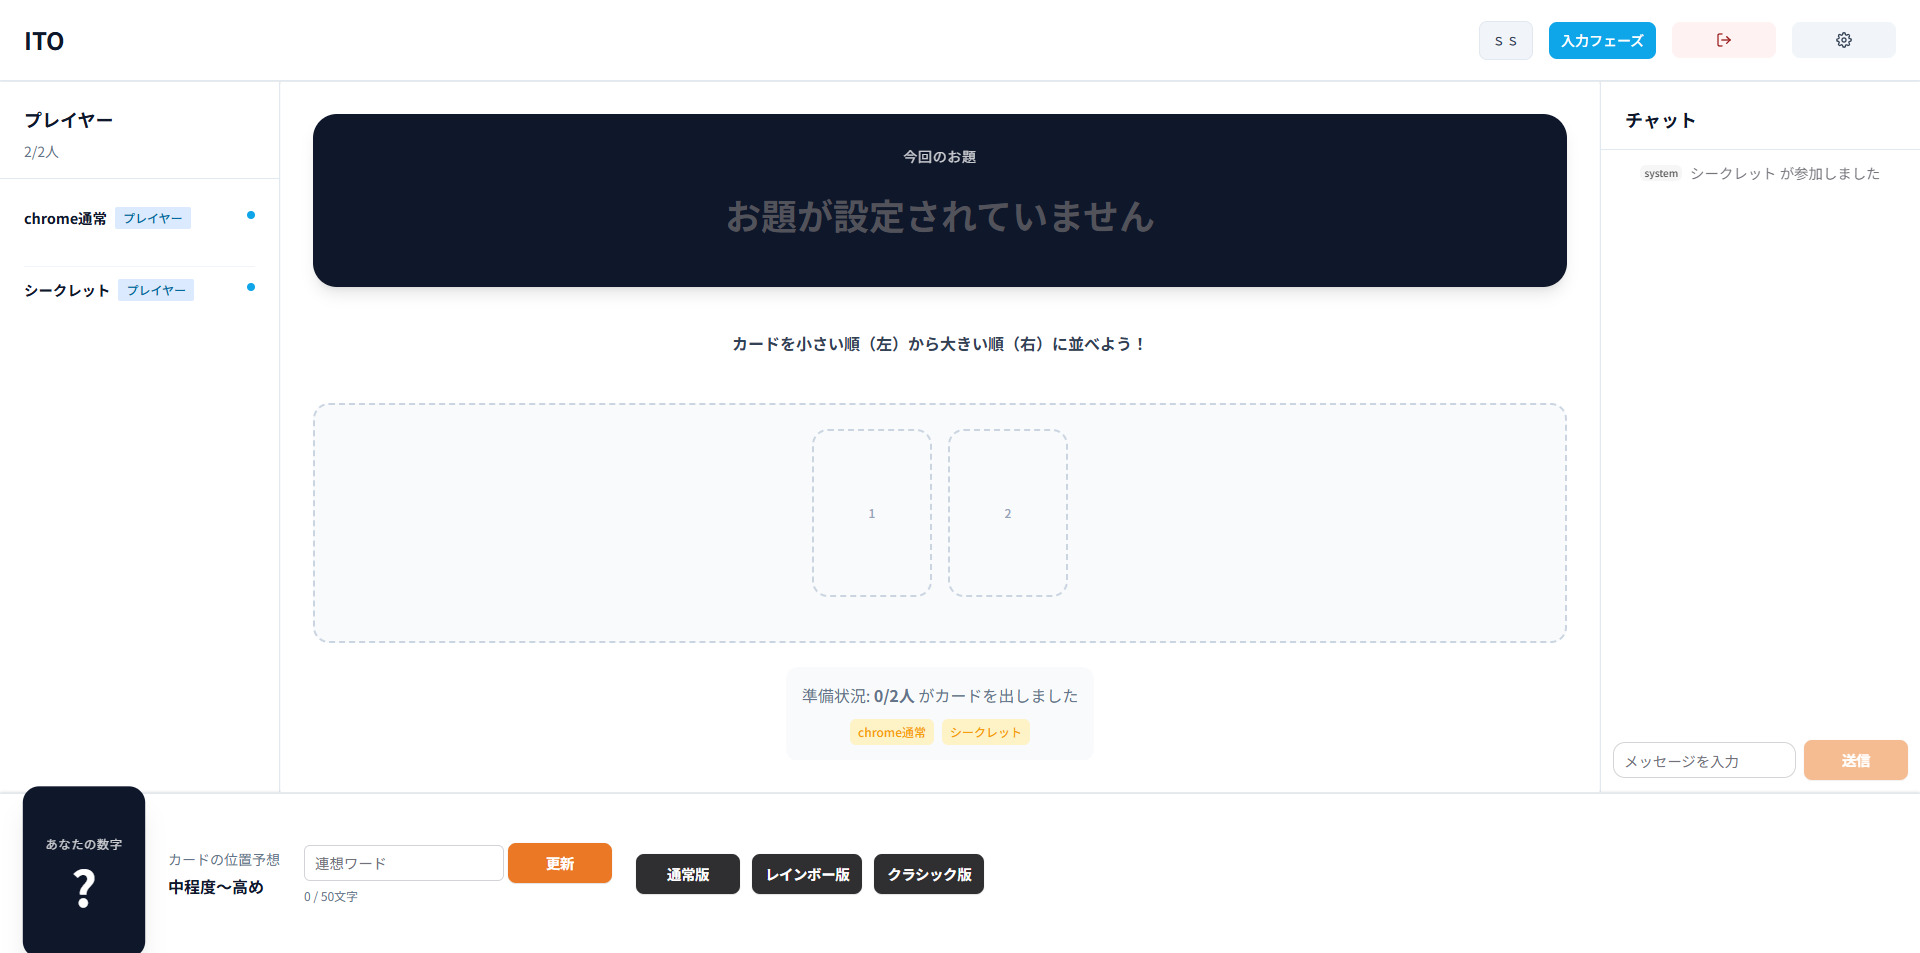 ITO
s s
入力フェーズ
プレイヤー
2/2人
chrome通常 プレイヤー
シークレット プレイヤー
今回のお題
お題が設定されていません
カードを小さい順（左）から大きい順（右）に並べよう！
1
2
準備状況: 0/2人 がカードを出しました
chrome通常 シークレット
チャット
system シークレット が参加しました
メッセージを入力
送信
あなたの数字
?
カードの位置予想
中程度〜高め
連想ワード
更新
0 / 50文字
通常版
レインボー版
クラシック版